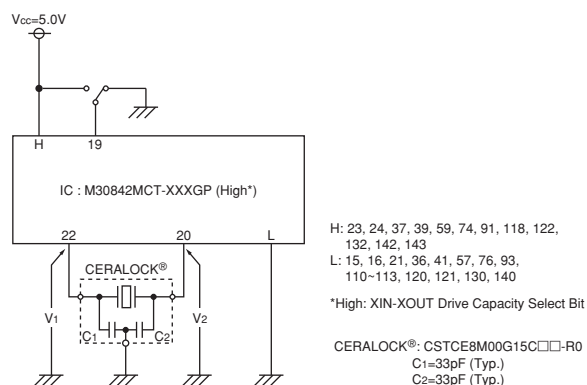 Vcc=5.0V
H 19
IC : M30842MCT-XXXGP (High*)
22 20 L
CERALOCK®
V1 C1 C2 V2
H: 23, 24, 37, 39, 59, 74, 91, 118, 122,
132, 142, 143
L: 15, 16, 21, 36, 41, 57, 76, 93,
110~113, 120, 121, 130, 140
*High: XIN-XOUT Drive Capacity Select Bit
CERALOCK®: CSTCE8M00G15C□□-R0
C1=33pF (Typ.)
C2=33pF (Typ.)